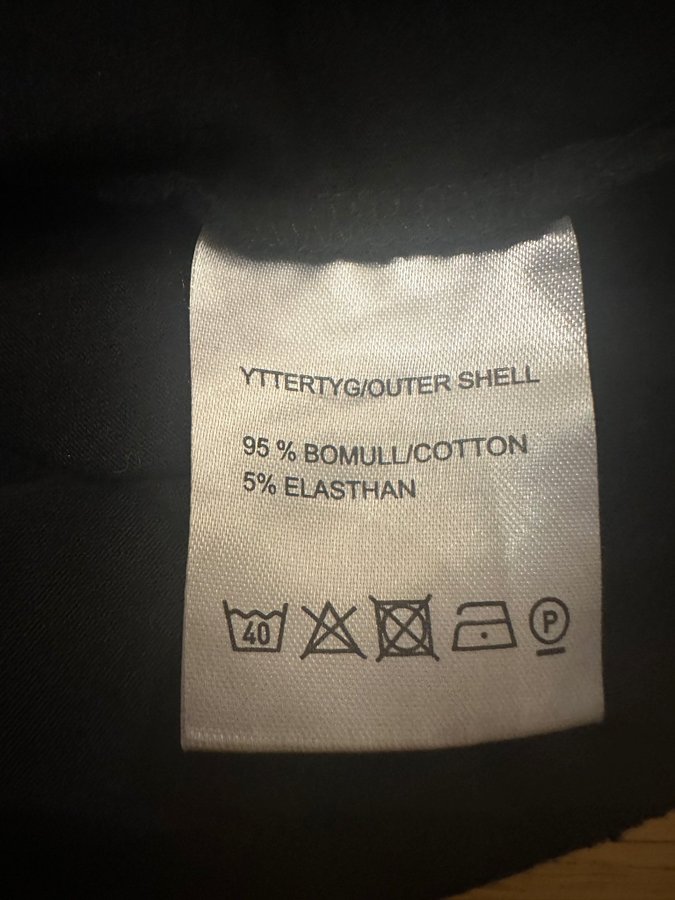 YTTERTYG/OUTER SHELL
95 % BOMULL/COTTON
5% ELASTHAN
40 P